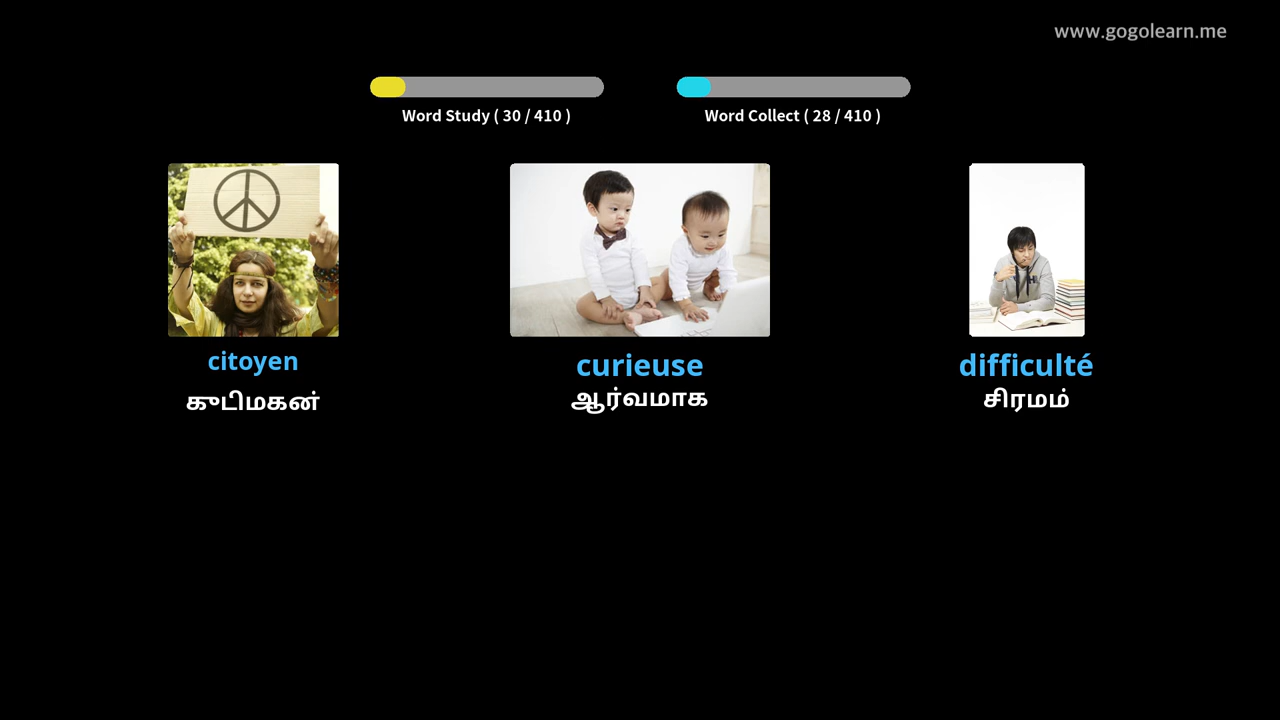 www.gogolearn.me
Word Study ( 30 / 410 )
Word Collect ( 28 / 410 )
citoyen
குடிமகன்
curieuse
ஆர்வமாக
difficulté
சிரமம்